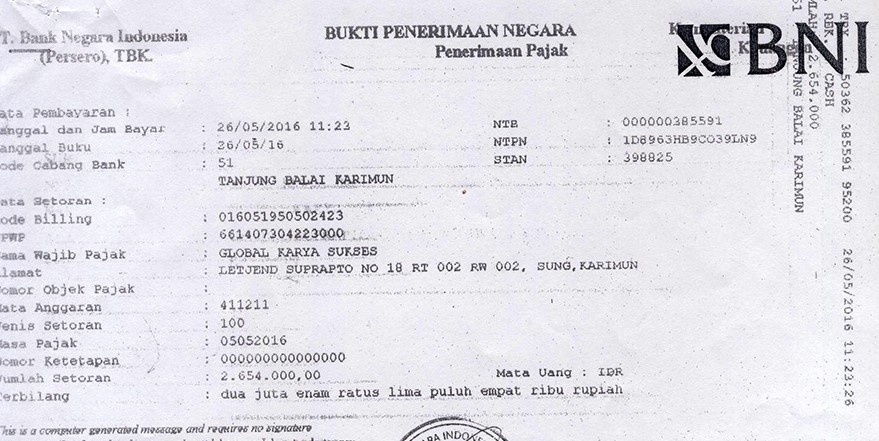 T. Bank Negara Indonesia
(Persero), TBK.
BUKTI PENERIMAAN NEGARA
Penerimaan Pajak
BNI
ata Pembayaran :
anggal dan Jam Bayar : 26/05/2016 11:23
anggal Buku : 26/05/16
ode Cabang Bank : 51
TANJUNG BALAI KARIMUN
NTB : 000000385591
NTPN : 1D8963HB9CO39LN9
STAN : 398825
ata Setoran :
ode Billing : 016051950502423
PWP : 661407304223000
ama Wajib Pajak : GLOBAL KARYA SUKSES
lamat : LETJEND SUPRAPTO NO 18 RT 002 RW 002, SUNG,KARIMUN
omor Objek Pajak :
ata Anggaran : 411211
enis Setoran : 100
asa Pajak : 05052016
omor Ketetapan : 000000000000000
umlah Setoran : 2.654.000,00
Mata Uang : IDR
erbilang : dua juta enam ratus lima puluh empat ribu rupiah
This is a computer generated message and requires no signature
50362 385591 95200 26/05/2016 11:23:26
REK. CASH
2.654.000
51 BALAI KARIMUN